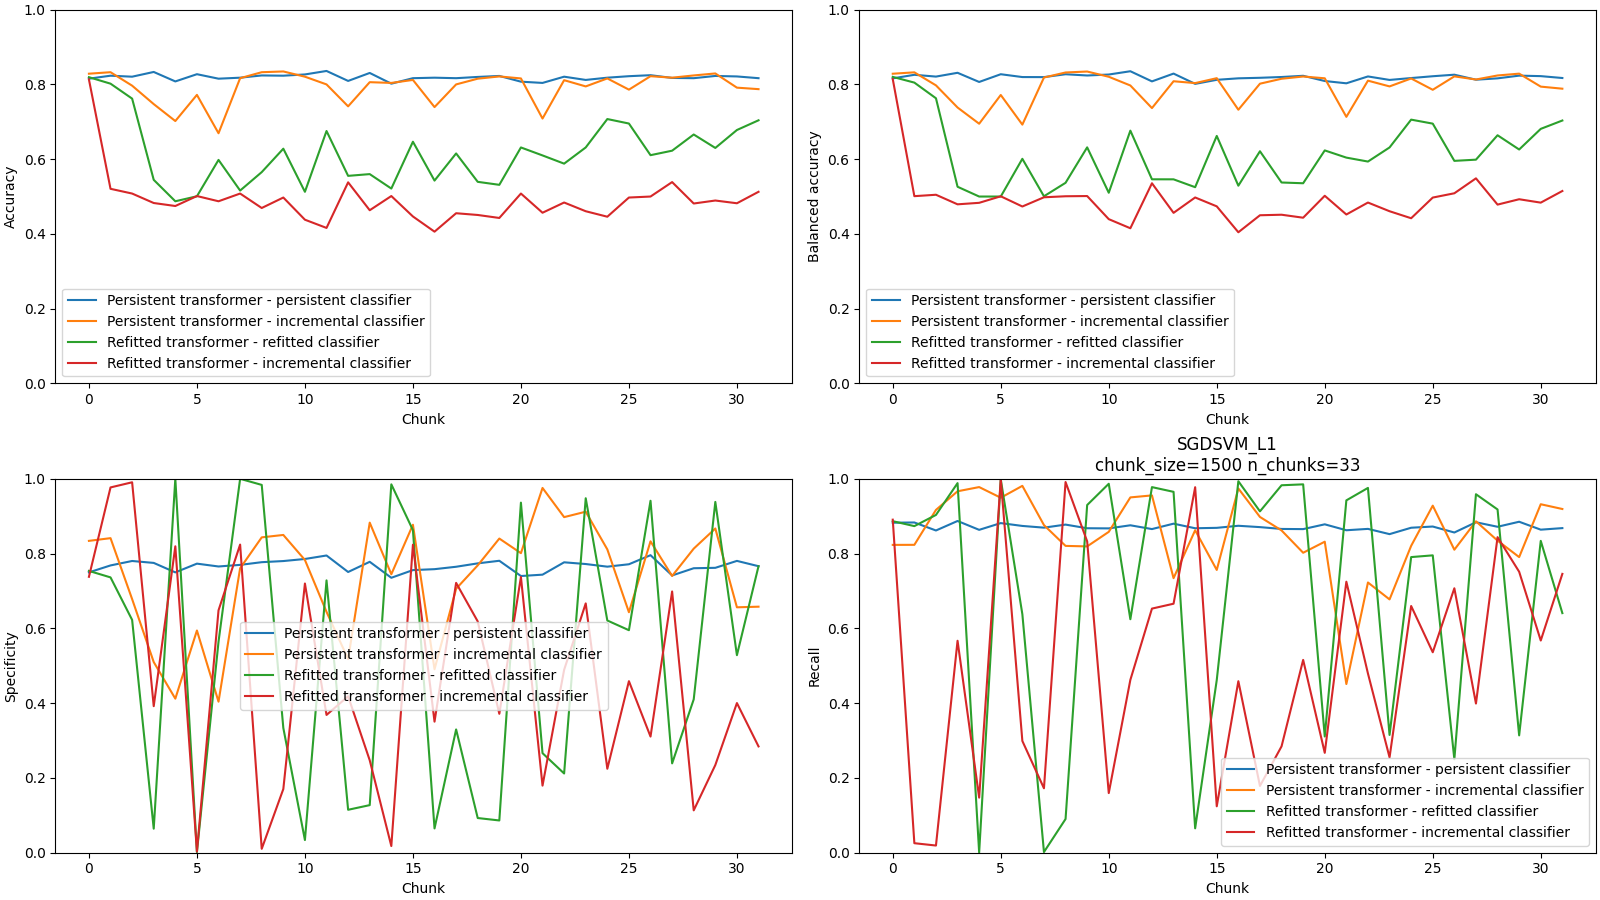 1.0
0.8
0.6
0.4
0.2
0.0
Accuracy
Persistent transformer - persistent classifier
Persistent transformer - incremental classifier
Refitted transformer - refitted classifier
Refitted transformer - incremental classifier
0 5 10 15 20 25 30
Chunk
1.0
0.8
0.6
0.4
0.2
0.0
Balanced accuracy
Persistent transformer - persistent classifier
Persistent transformer - incremental classifier
Refitted transformer - refitted classifier
Refitted transformer - incremental classifier
0 5 10 15 20 25 30
Chunk
1.0
0.8
0.6
0.4
0.2
0.0
Specificity
Persistent transformer - persistent classifier
Persistent transformer - incremental classifier
Refitted transformer - refitted classifier
Refitted transformer - incremental classifier
0 5 10 15 20 25 30
Chunk
SGDSVM_L1
chunk_size=1500 n_chunks=33
1.0
0.8
0.6
0.4
0.2
0.0
Recall
Persistent transformer - persistent classifier
Persistent transformer - incremental classifier
Refitted transformer - refitted classifier
Refitted transformer - incremental classifier
0 5 10 15 20 25 30
Chunk